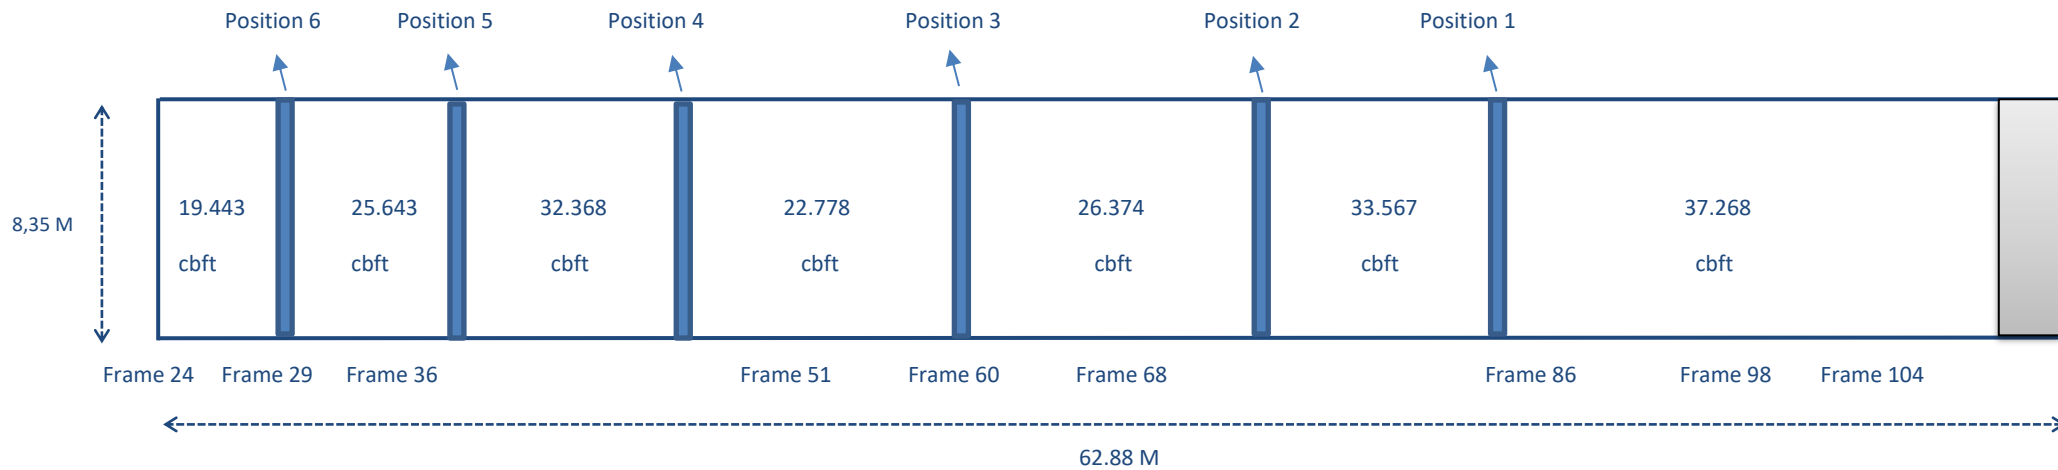 Position 6 Position 5 Position 4 Position 3 Position 2 Position 1
19.443 25.643 32.368 22.778 26.374 33.567 37.268
8,35 M
cbft cbft cbft cbft cbft cbft cbft
Frame 24 Frame 29 Frame 36 Frame 51 Frame 60 Frame 68 Frame 86 Frame 98 Frame 104
62.88 M